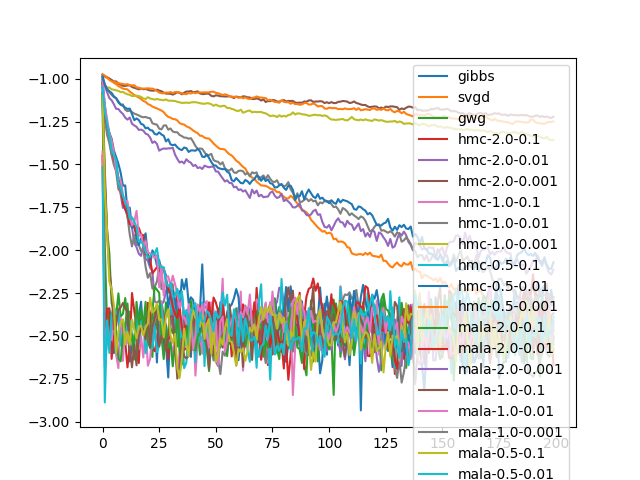 −1.00
−1.25
−1.50
−1.75
−2.00
−2.25
−2.50
−2.75
−3.00
0 25 50 75 100 125 150 175 200
gibbs
svgd
gwg
hmc-2.0-0.1
hmc-2.0-0.01
hmc-2.0-0.001
hmc-1.0-0.1
hmc-1.0-0.01
hmc-1.0-0.001
hmc-0.5-0.1
hmc-0.5-0.01
hmc-0.5-0.001
mala-2.0-0.1
mala-2.0-0.01
mala-2.0-0.001
mala-1.0-0.1
mala-1.0-0.01
mala-1.0-0.001
mala-0.5-0.1
mala-0.5-0.01